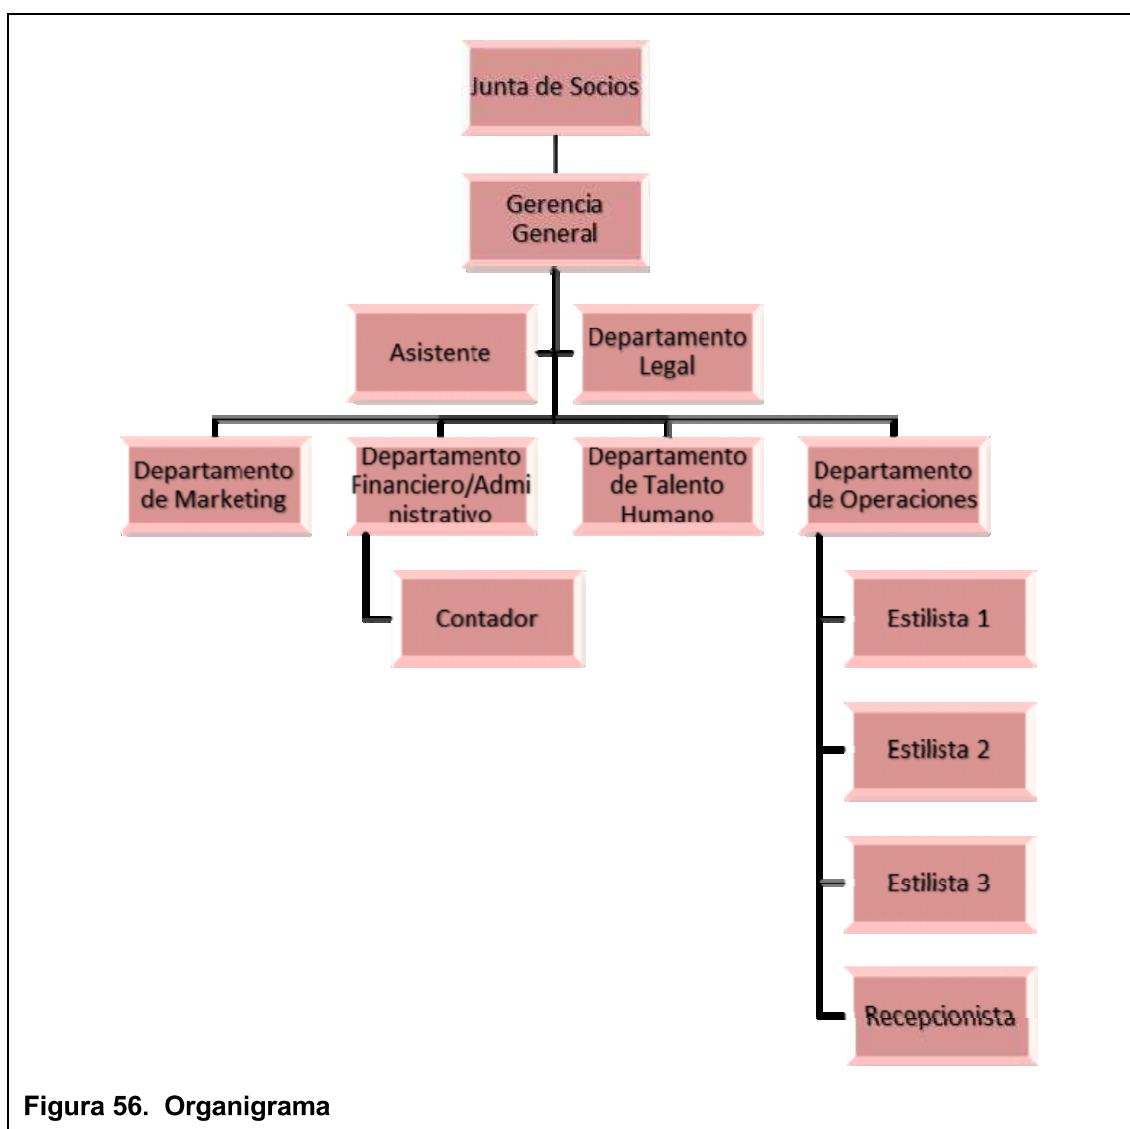 Junta de Socios
Gerencia
General
Asistente
Departamento
Legal
Departamento
de Marketing
Departamento
Financiero/Admi
nistrativo
Departamento
de Talento
Humano
Departamento
de Operaciones
Contador
Estilista 1
Estilista 2
Estilista 3
Recepcionista
Figura 56.  Organigrama